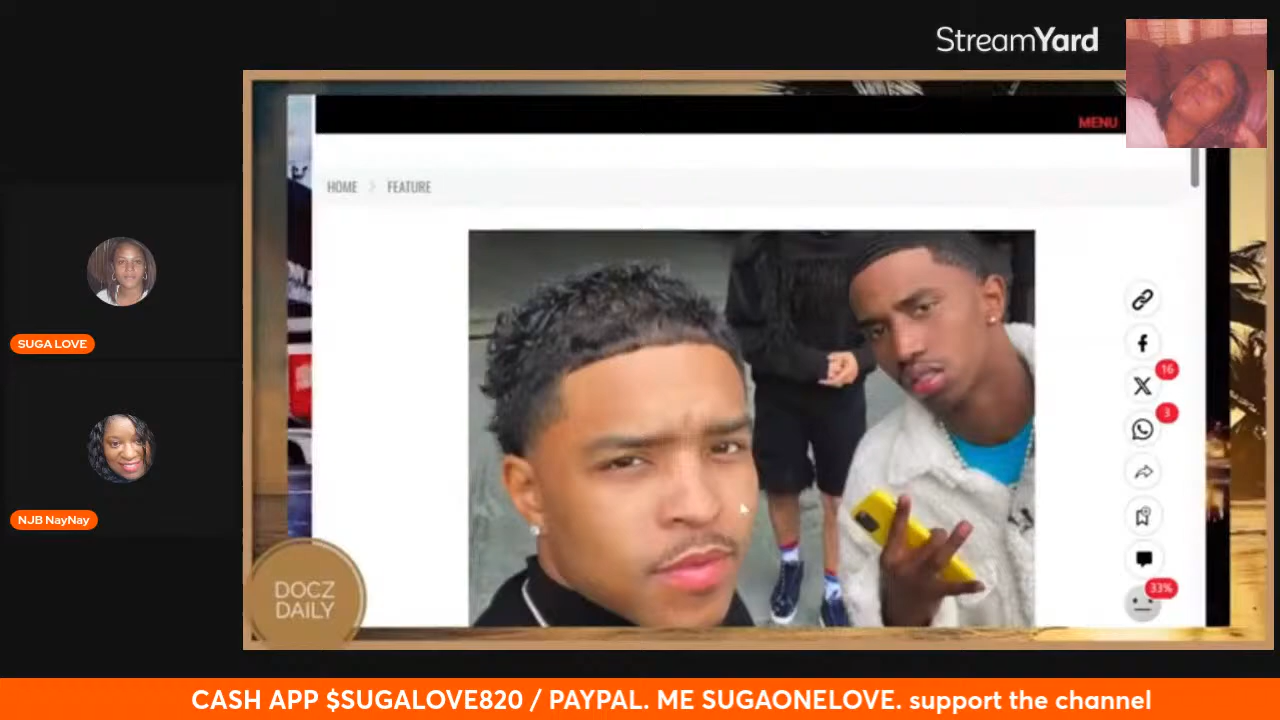 StreamYard
MENU
HOME > FEATURE
16
3
33%
SUGA LOVE
NJB NayNay
DOCZ
DAILY
CASH APP $SUGALOVE820 / PAYPAL. ME SUGAONELOVE. support the channel